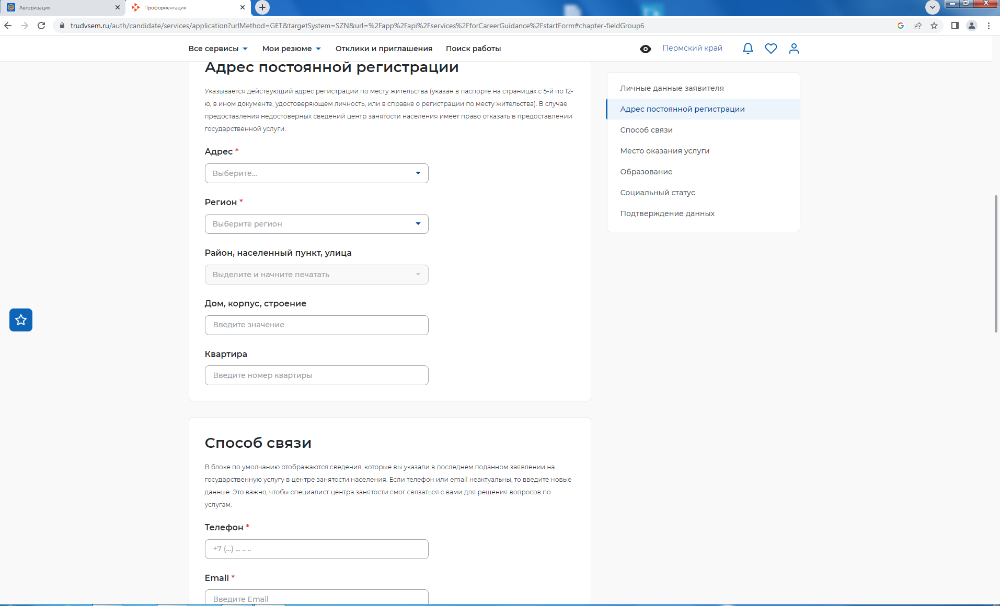 Авторизация
Профориентация
trudvsem.ru/auth/candidate/services/application?urlMethod=GET&targetSystem=SZN&url=%2Fapp%2Fapi%2Fservices%2FforCareerGuidance%2FstartForm#chapter-fieldGroup6
Все сервисы Мои резюме Отклики и приглашения Поиск работы Пермский край
Адрес постоянной регистрации
Указывается действующий адрес регистрации по месту жительства (указан в паспорте на страницах с 5-й по 12-
ю, в ином документе, удостоверяющем личность, или в справке о регистрации по месту жительства). В случае
предоставления недостоверных сведений центр занятости населения имеет право отказать в предоставлении
государственной услуги.
Адрес *
Выберите...
Регион *
Выберите регион
Район, населенный пункт, улица
Выделите и начните печатать
Дом, корпус, строение
Введите значение
Квартира
Введите номер квартиры
Способ связи
В блоке по умолчанию отображаются сведения, которые вы указали в последнем поданном заявлении на
государственную услугу в центре занятости населения. Если телефон или email неактуальны, то введите новые
данные. Это важно, чтобы специалист центра занятости смог связаться с вами для решения вопросов по
услугам.
Телефон *
+7 (...) ... .. ..
Email *
Введите Email
Личные данные заявителя
Адрес постоянной регистрации
Способ связи
Место оказания услуги
Образование
Социальный статус
Подтверждение данных